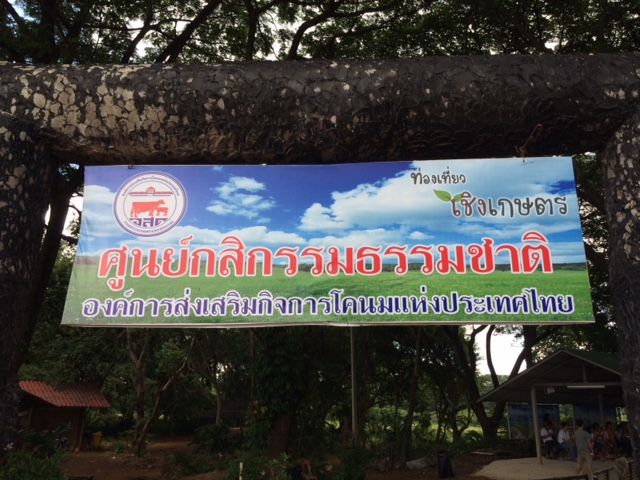 ท่องเที่ยว
เชิงเกษตร
อ.ส.ค.
ศูนย์กสิกรรมธรรมชาติ
องค์การส่งเสริมกิจการโคนมแห่งประเทศไทย